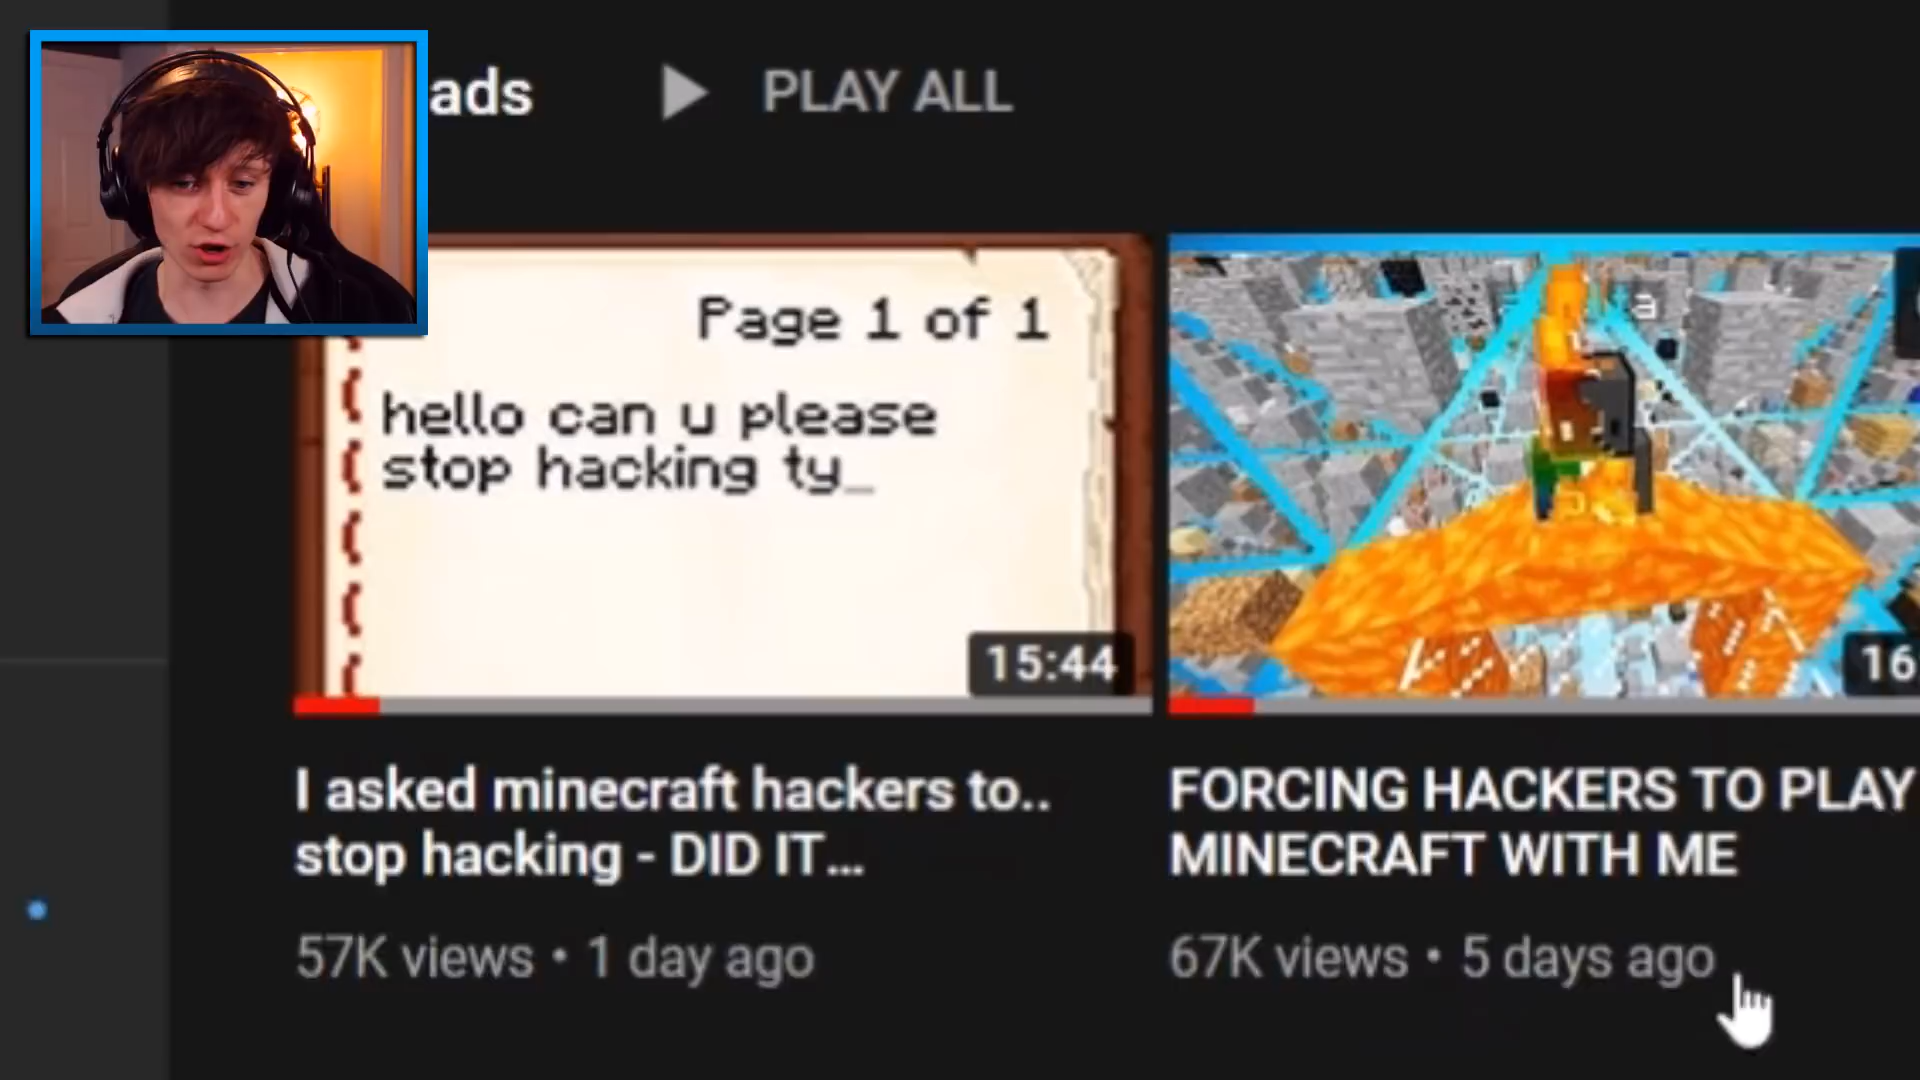 ads
PLAY ALL
Page 1 of 1
hello can u please
stop hacking ty_
15:44
16
I asked minecraft hackers to..
stop hacking - DID IT...
57K views • 1 day ago
FORCING HACKERS TO PLAY
MINECRAFT WITH ME
67K views • 5 days ago